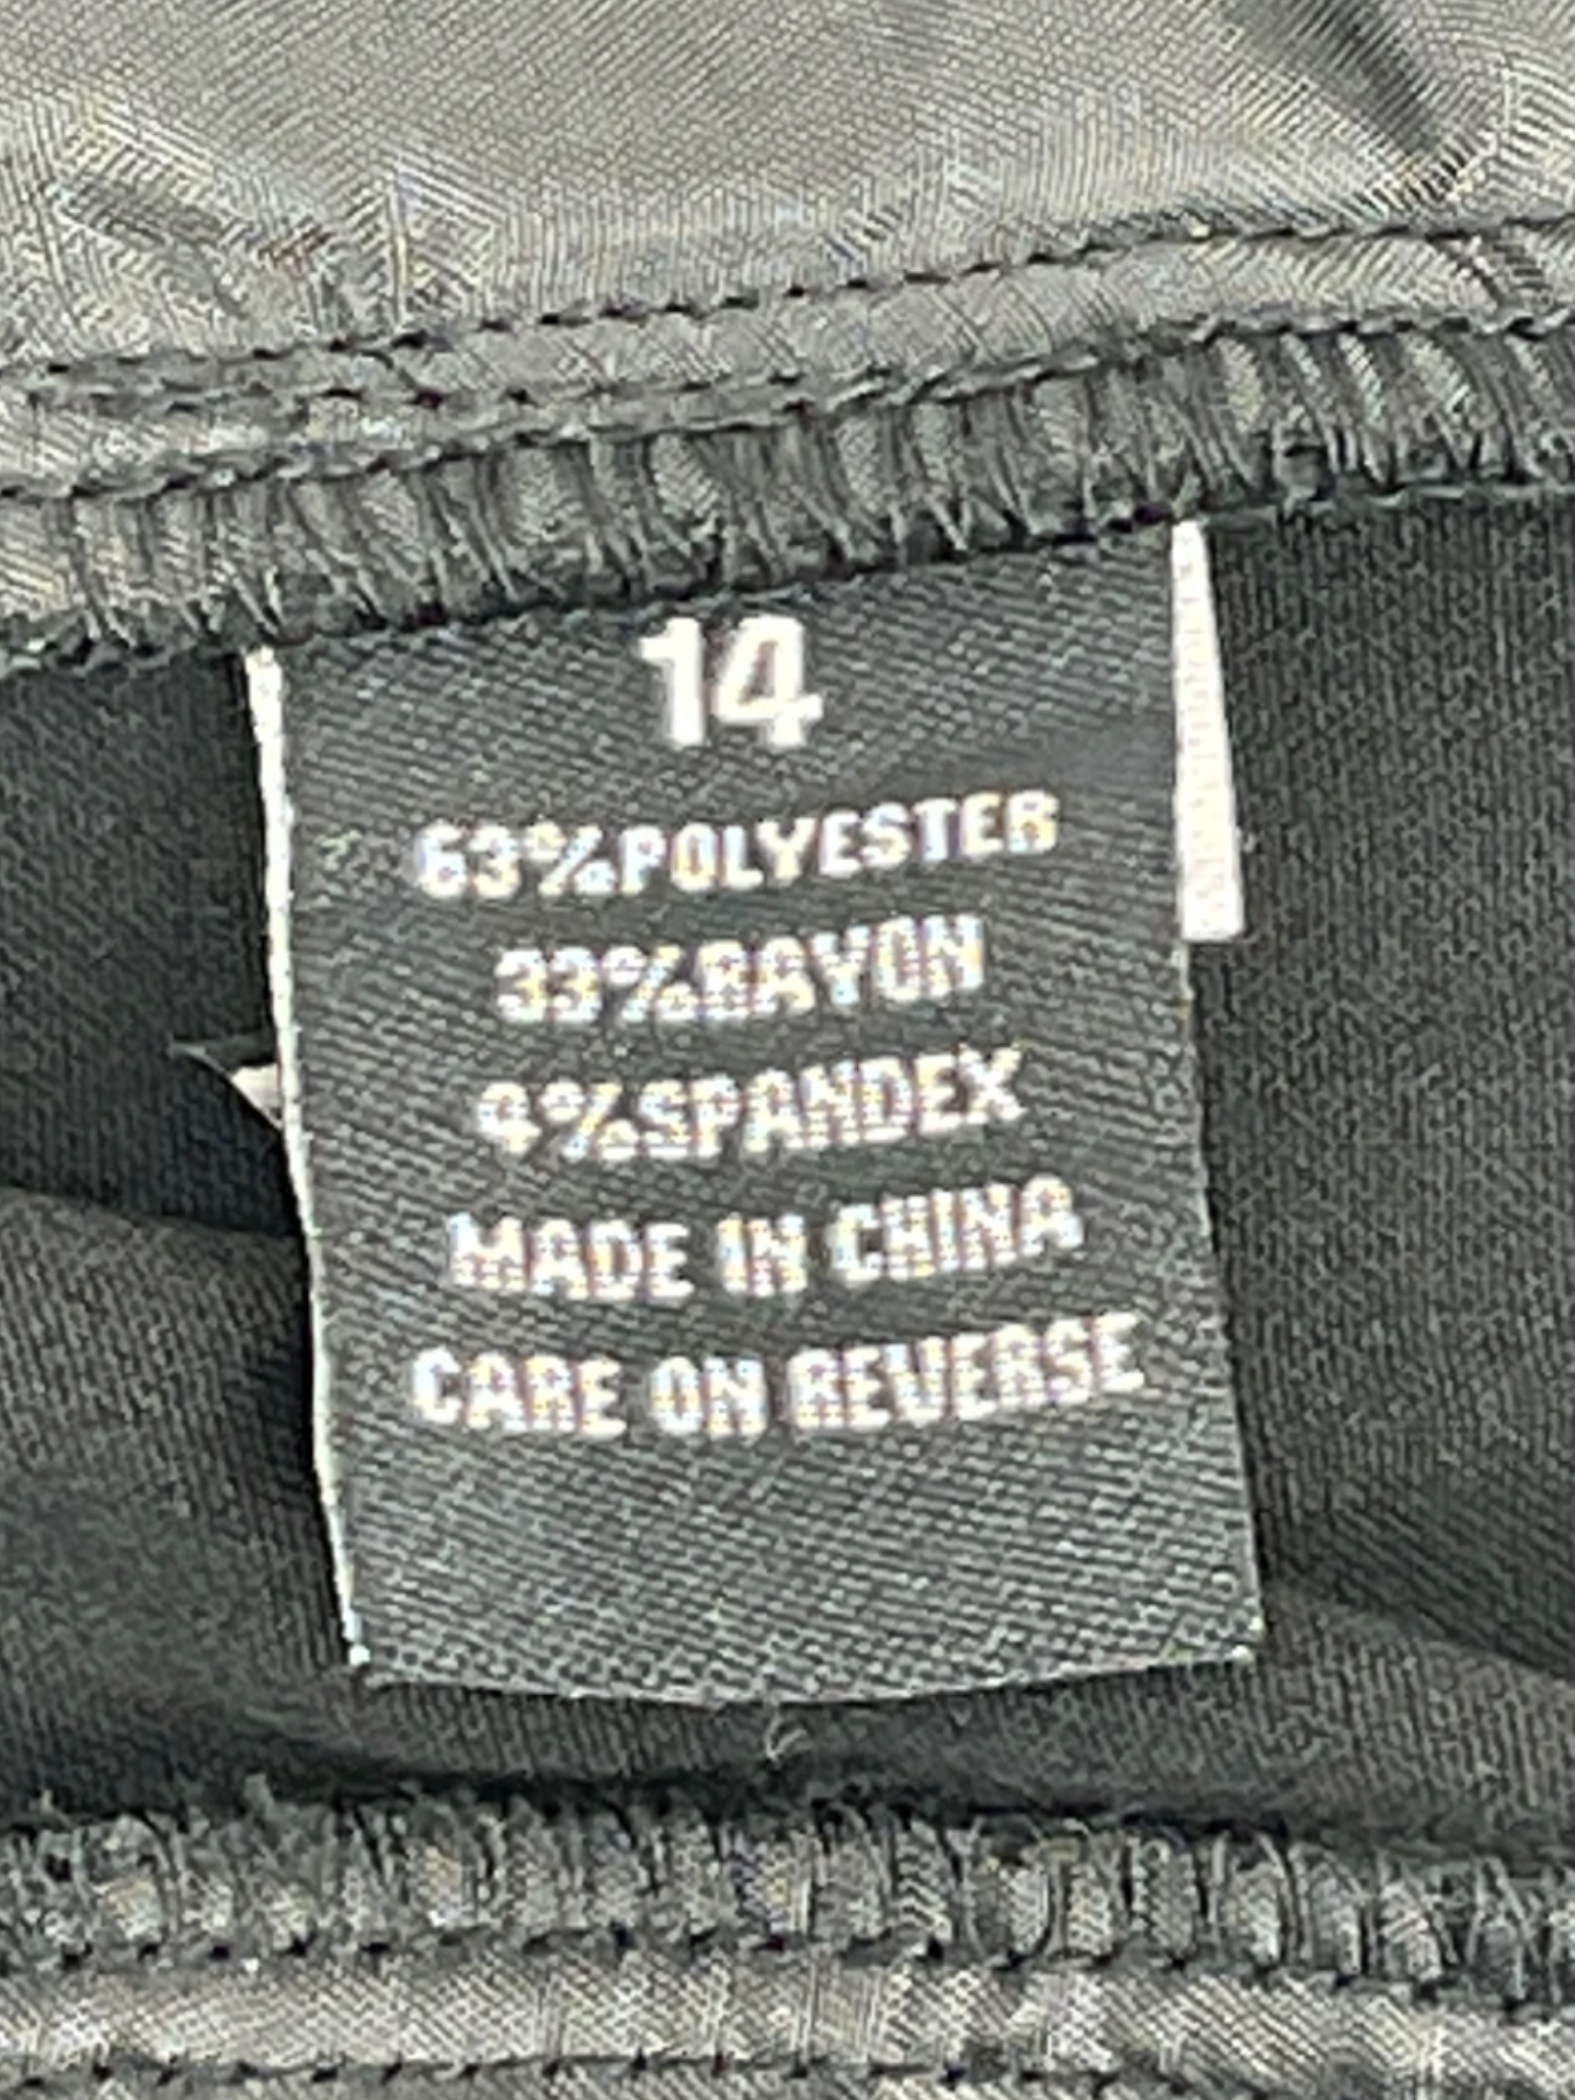 14
63%POLYESTER
33%RAYON
4%SPANDEX
MADE IN CHINA
CARE ON REVERSE